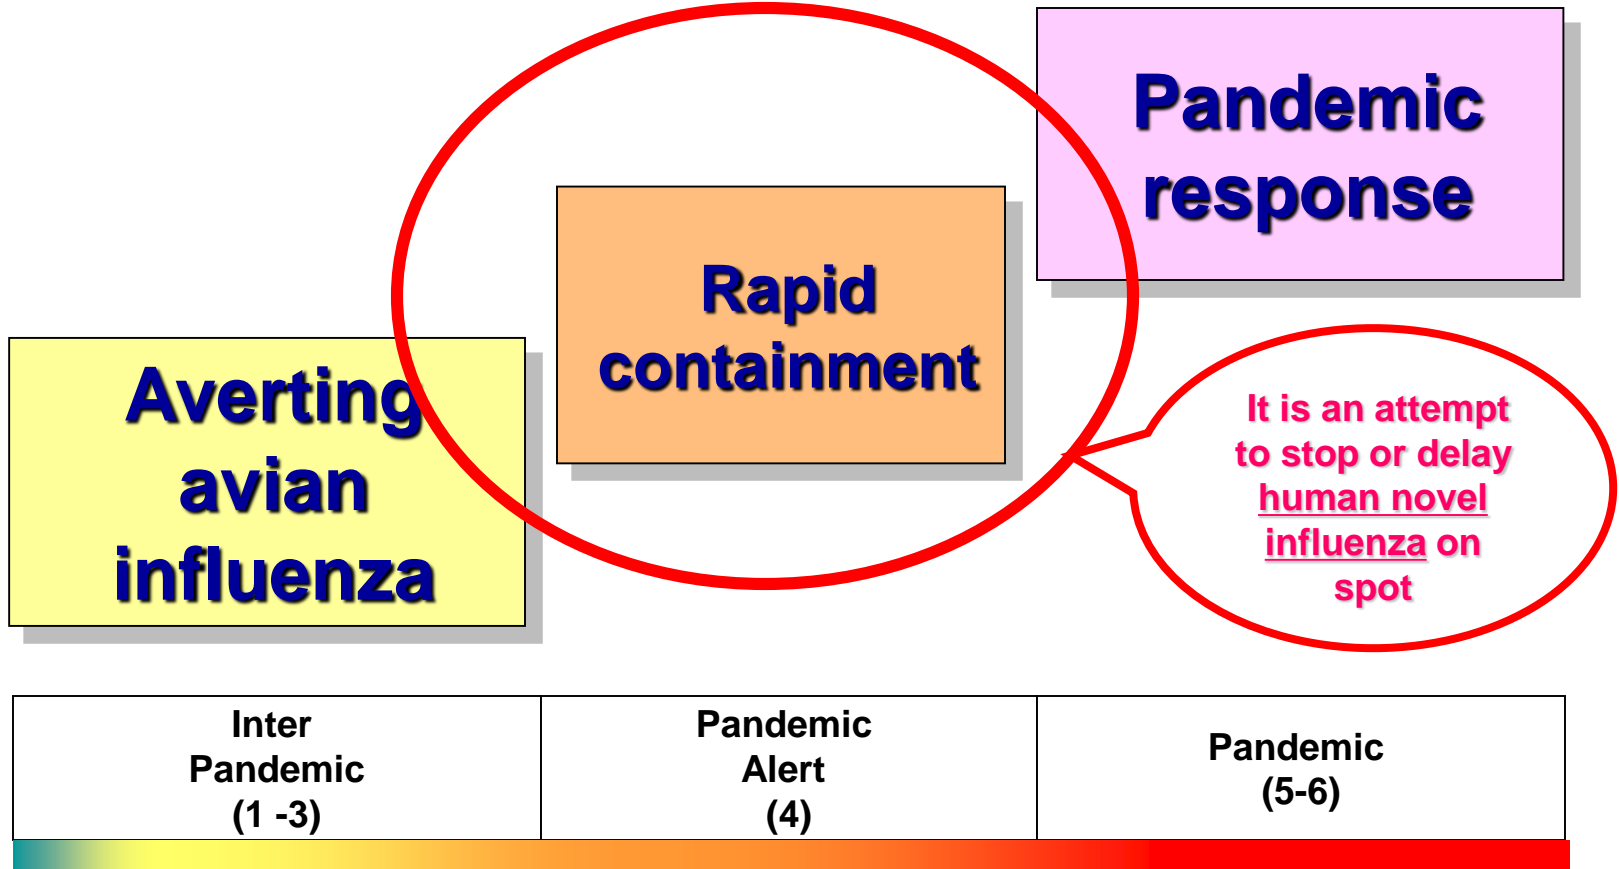 Pandemic
response
Rapid
containment
Averting
avian
influenza
It is an attempt
to stop or delay
human novel
influenza on
spot
Inter
Pandemic
(1 -3)
Pandemic
Alert
(4)
Pandemic
(5-6)